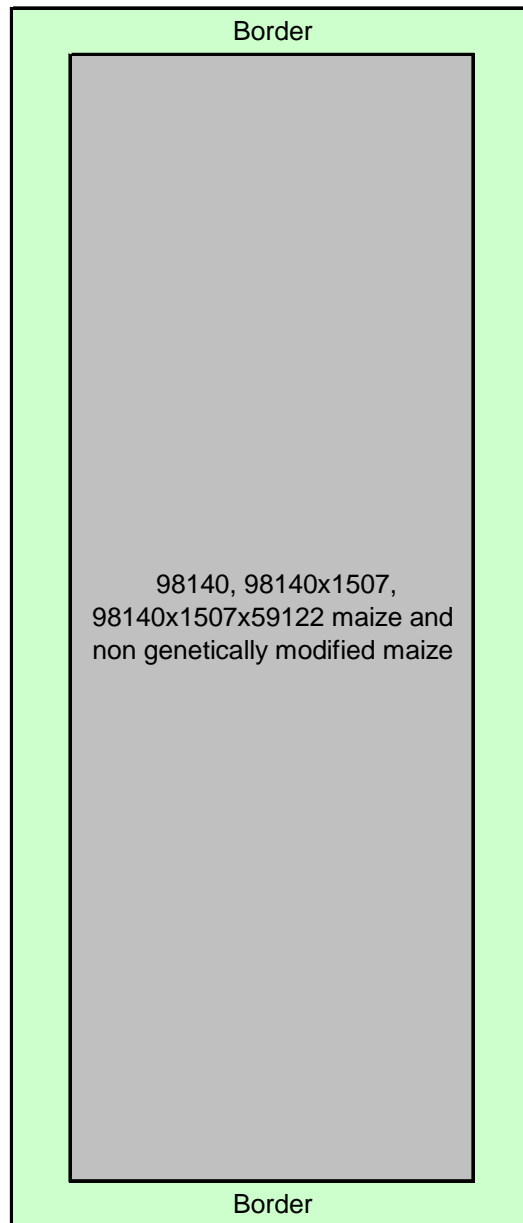 Border
98140, 98140x1507,
98140x1507x59122 maize and
non genetically modified maize
Border